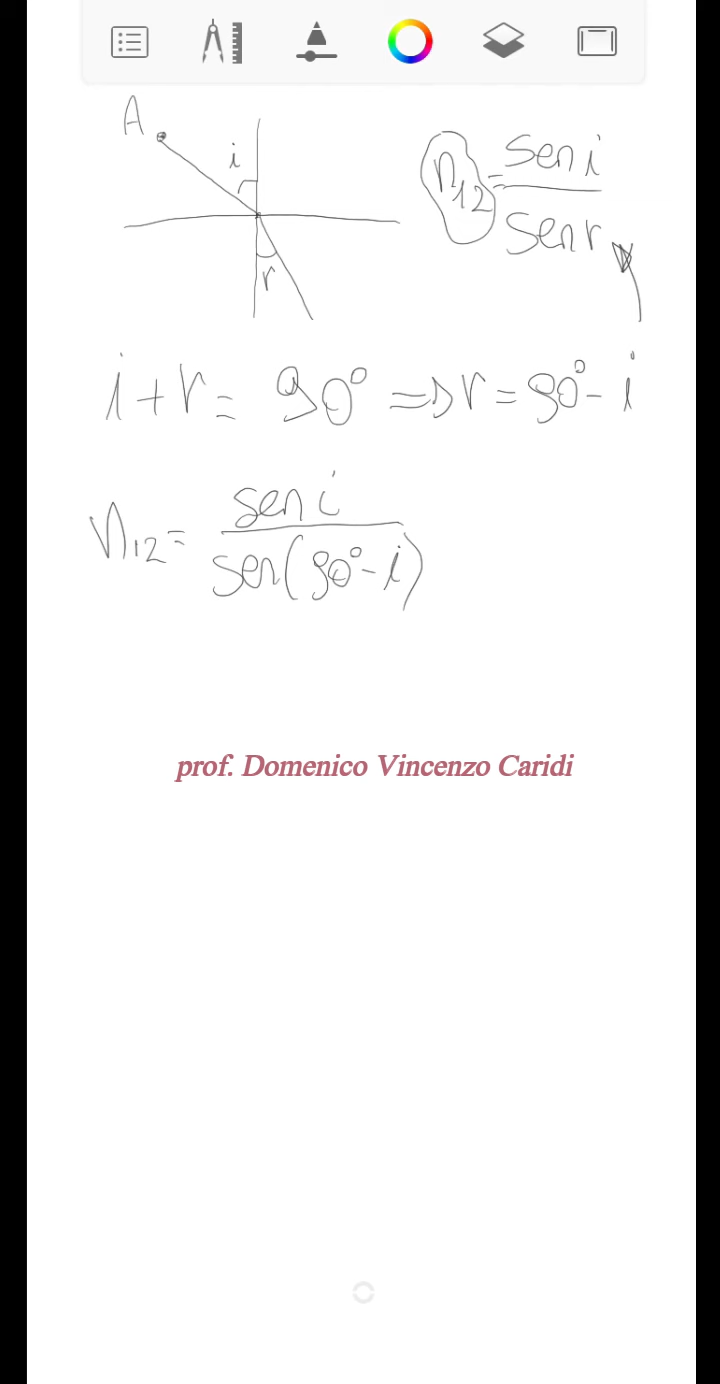 A
i
r
n12 = sen i / sen r
i + r = 90° => r = 90° - i
n12 = sen i / sen(90° - i)
prof. Domenico Vincenzo Caridi